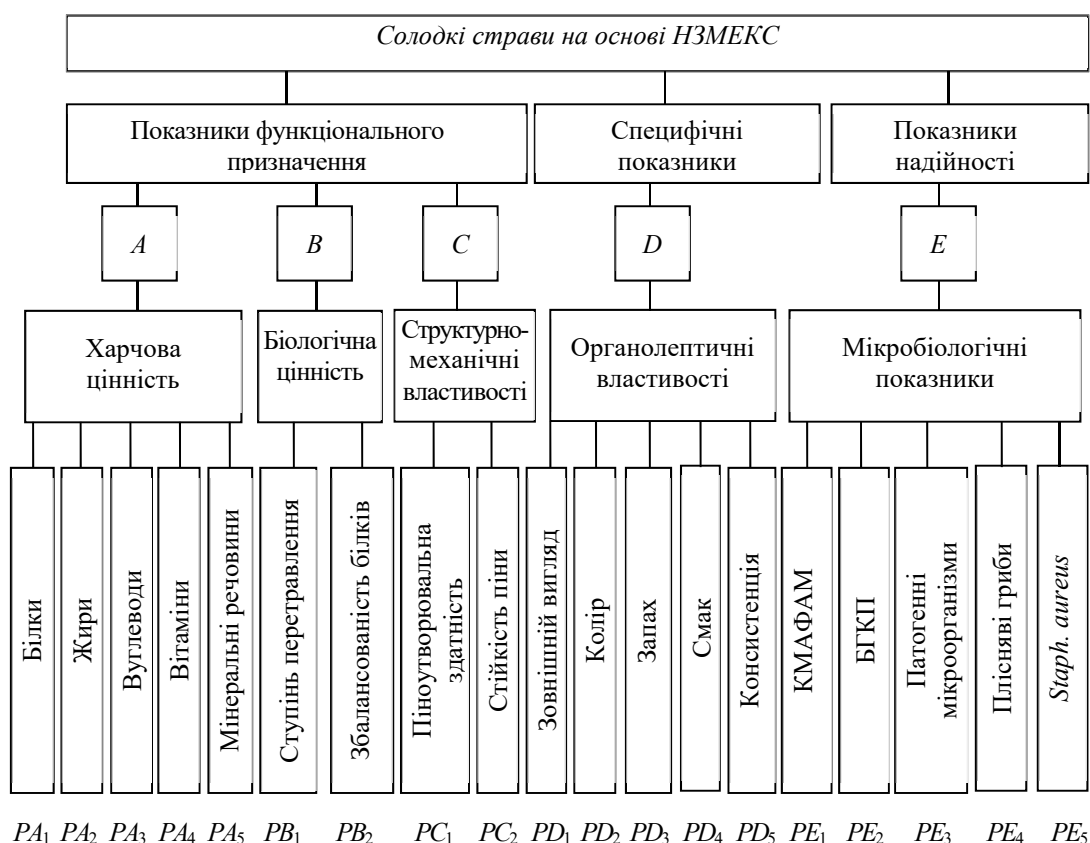 Солодкі страви на основі НЗМЕКС
Показники функціонального
призначення
Специфічні
показники
Показники
надійності
A
B
C
D
E
Харчова
цінність
Біологічна
цінність
Структурно-
механічні
властивості
Органолептичні
властивості
Мікробіологічні
показники
Білки
Жири
Вуглеводи
Вітаміни
Мінеральні речовини
Ступінь перетравлення
Збалансованість білків
Піноутворювальна
здатність
Стійкість піни
Зовнішній вигляд
Колір
Запах
Смак
Консистенція
КМАФАМ
БГКП
Патогенні
мікроорганізми
Плісняві гриби
Staph. aureus
PA₁ PA₂ PA₃ PA₄ PA₅ PB₁ PB₂ PC₁ PC₂ PD₁ PD₂ PD₃ PD₄ PD₅ PE₁ PE₂ PE₃ PE₄ PE₅